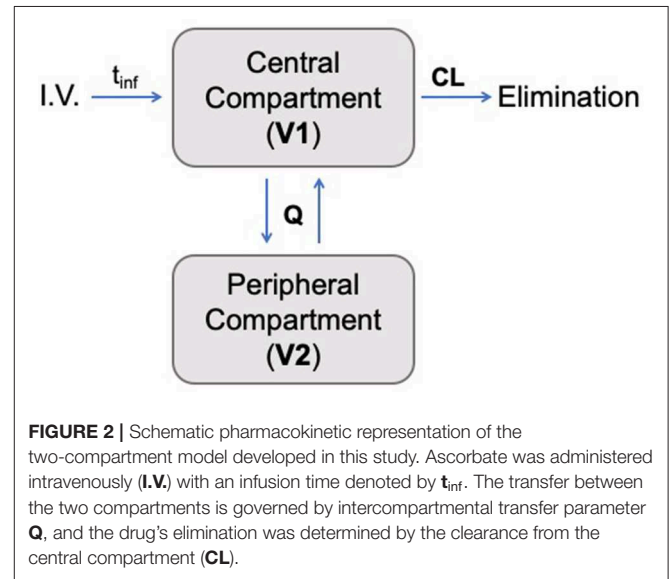 I.V.
t_inf
Central
Compartment
(V1)
CL
Elimination
Q
Peripheral
Compartment
(V2)
FIGURE 2 | Schematic pharmacokinetic representation of the
two-compartment model developed in this study. Ascorbate was administered
intravenously (I.V.) with an infusion time denoted by t_inf. The transfer between
the two compartments is governed by intercompartmental transfer parameter
Q, and the drug's elimination was determined by the clearance from the
central compartment (CL).